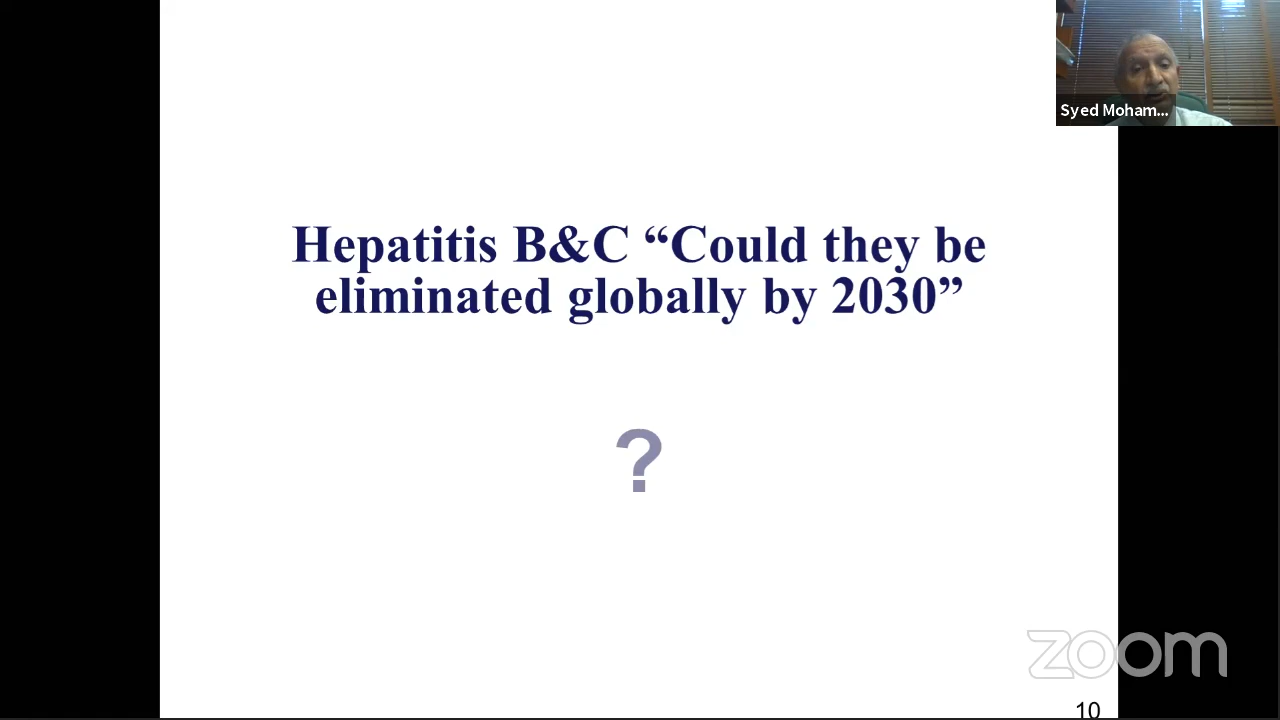 Syed Moham...
Hepatitis B&C “Could they be
eliminated globally by 2030”
?
zoom
10